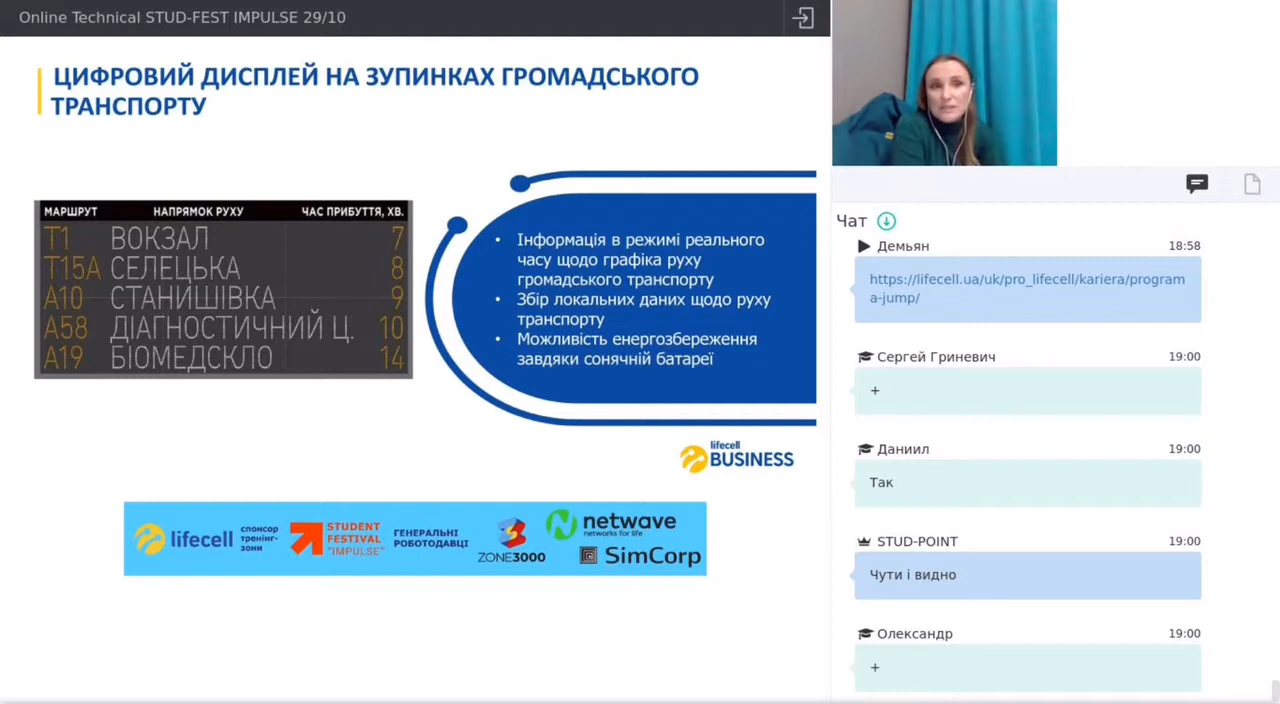 Online Technical STUD-FEST IMPULSE 29/10
ЦИФРОВИЙ ДИСПЛЕЙ НА ЗУПИНКАХ ГРОМАДСЬКОГО
ТРАНСПОРТУ
МАРШРУТ НАПРЯМОК РУХУ ЧАС ПРИБУТТЯ, ХВ.
Т1 ВОКЗАЛ 7
Т15А СЕЛЕЦЬКА 8
А10 СТАНИШІВКА 9
А58 ДІАГНОСТИЧНИЙ Ц. 10
А19 БІОМЕДСКЛО 14
• Інформація в режимі реального
часу щодо графіка руху
громадського транспорту
• Збір локальних даних щодо руху
транспорту
• Можливість енергозбереження
завдяки сонячній батареї
lifecell
BUSINESS
lifecell
спонсор
тренінг-
зони
STUDENT
FESTIVAL
"IMPULSE"
ГЕНЕРАЛЬНІ
РОБОТОДАВЦІ
ZONE3000
netwave
networks for life
SimCorp
Чат
Демьян 18:58
https://lifecell.ua/uk/pro_lifecell/kariera/program
a-jump/
Сергей Гриневич 19:00
+
Даниил 19:00
Так
STUD-POINT 19:00
Чути і видно
Олександр 19:00
+